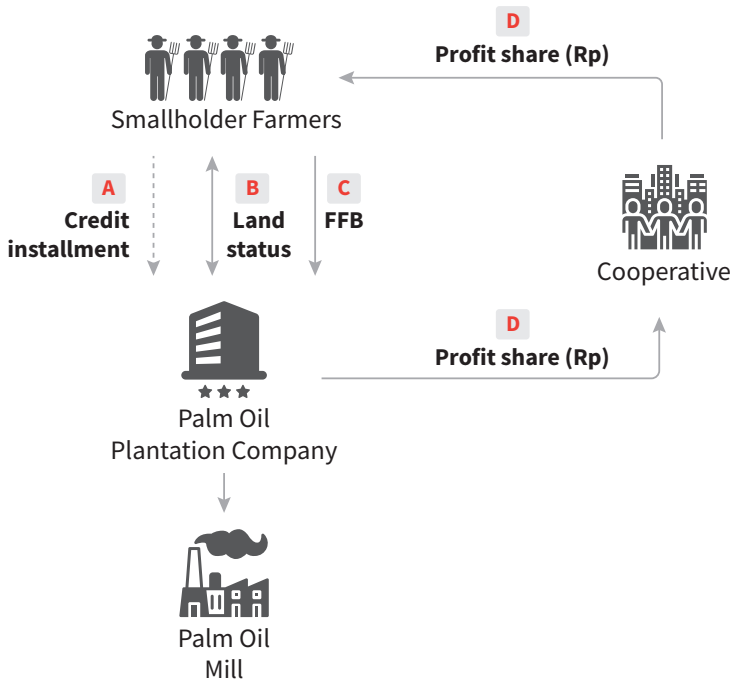 D
Profit share (Rp)
Smallholder Farmers
A
Credit
installment
B
Land
status
C
FFB
Cooperative
D
Profit share (Rp)
Palm Oil
Plantation Company
Palm Oil
Mill